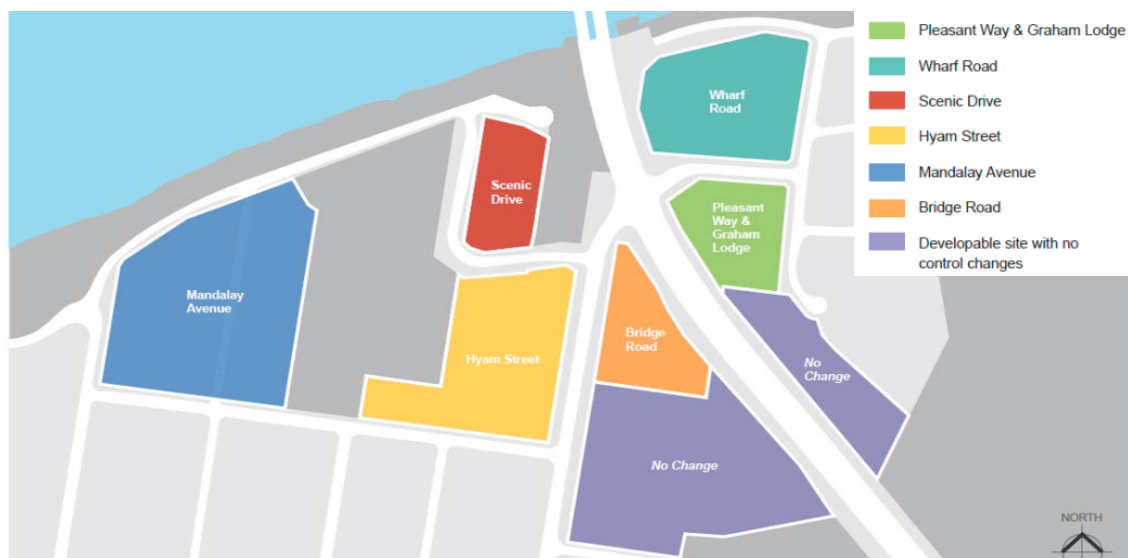 Pleasant Way & Graham Lodge
Wharf Road
Scenic Drive
Hyam Street
Mandalay Avenue
Bridge Road
Developable site with no
control changes
Wharf
Road
Scenic
Drive
Pleasant
Way &
Graham
Lodge
Mandalay
Avenue
Hyam Street
Bridge
Road
No
Change
No Change
NORTH